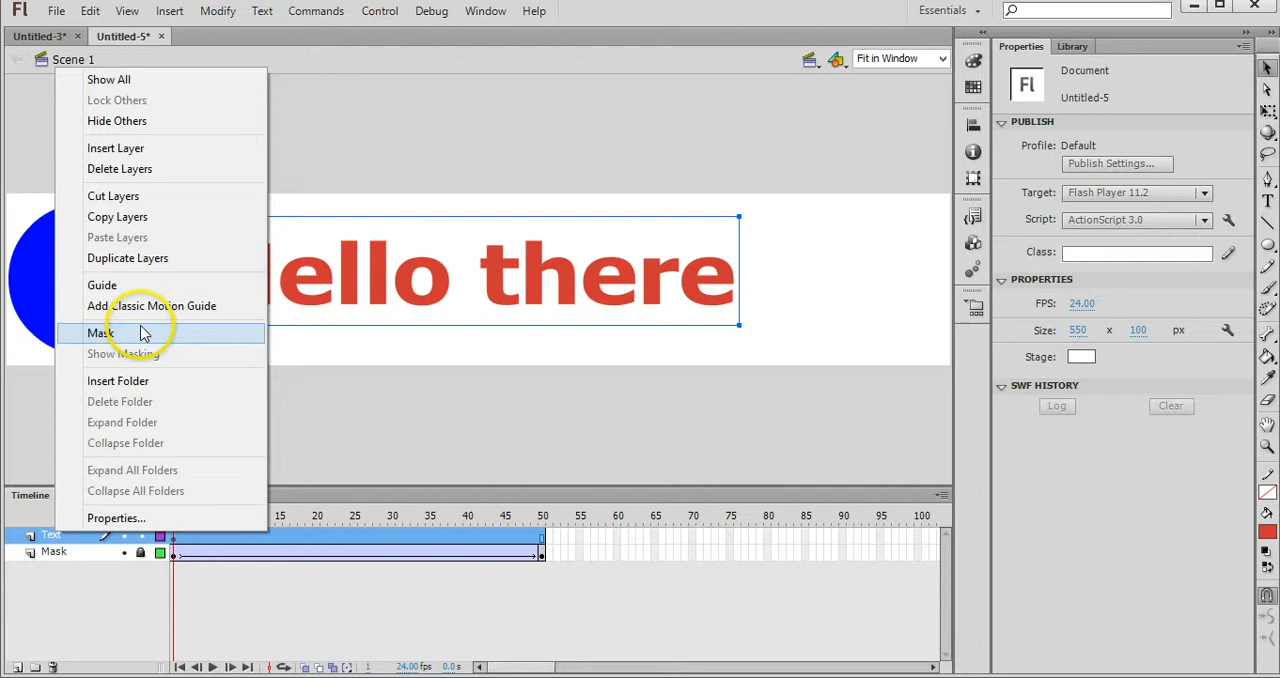 Fl File Edit View Insert Modify Text Commands Control Debug Window Help Essentials
Untitled-3* × Untitled-5* ×
Scene 1 Fit in Window
Show All
Lock Others
Hide Others
Insert Layer
Delete Layers
Cut Layers
Copy Layers
Paste Layers
Duplicate Layers
Guide
Add Classic Motion Guide
Mask
Show Masking
Insert Folder
Delete Folder
Expand Folder
Collapse Folder
Expand All Folders
Collapse All Folders
Properties...
ello there
Properties Library
Fl Document
Untitled-5
PUBLISH
Profile: Default
Publish Settings...
Target: Flash Player 11.2
Script: ActionScript 3.0
Class:
PROPERTIES
FPS: 24.00
Size: 550 x 100 px
Stage:
SWF HISTORY
Log Clear
Timeline
15 20 25 30 35 40 45 50 55 60 65 70 75 80 85 90 95 100
Text
Mask
1 24.00 fps 0.0 s